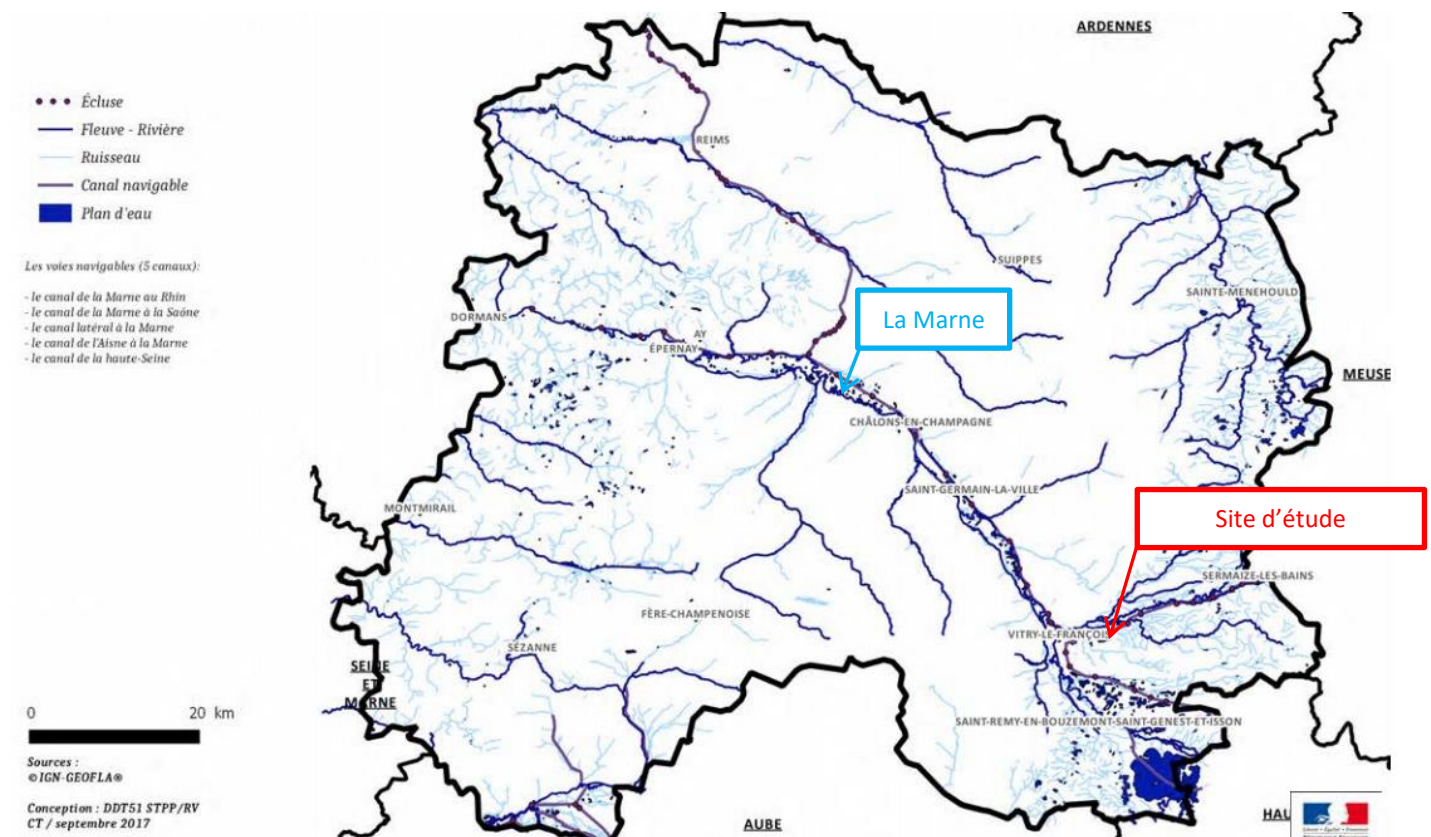 ARDENNES
Écluse
Fleuve - Rivière
Ruisseau
Canal navigable
Plan d'eau
Les voies navigables (5 canaux):
- le canal de la Marne au Rhin
- le canal de la Marne à la Saône
- le canal latéral à la Marne
- le canal de l'Aisne à la Marne
- le canal de la haute-Seine
REIMS
SUIPPES
SAINTE-MENEHOULD
DORMANS
La Marne
AY
ÉPERNAY
MEUSE
CHÂLONS-EN-CHAMPAGNE
SAINT-GERMAIN-LA-VILLE
MONTMIRAIL
Site d'étude
SERMAIZE-LES-BAINS
FÈRE-CHAMPENOISE
VITRY-LE-FRANÇOIS
SÉZANNE
SEINE
ET
MARNE
SAINT-REMY-EN-BOUZEMONT-SAINT-GENEST-ET-ISSON
0 20 km
Sources :
©IGN-GEOFLA®
Conception : DDT51 STPP/RV
CT / septembre 2017
AUBE
HAU